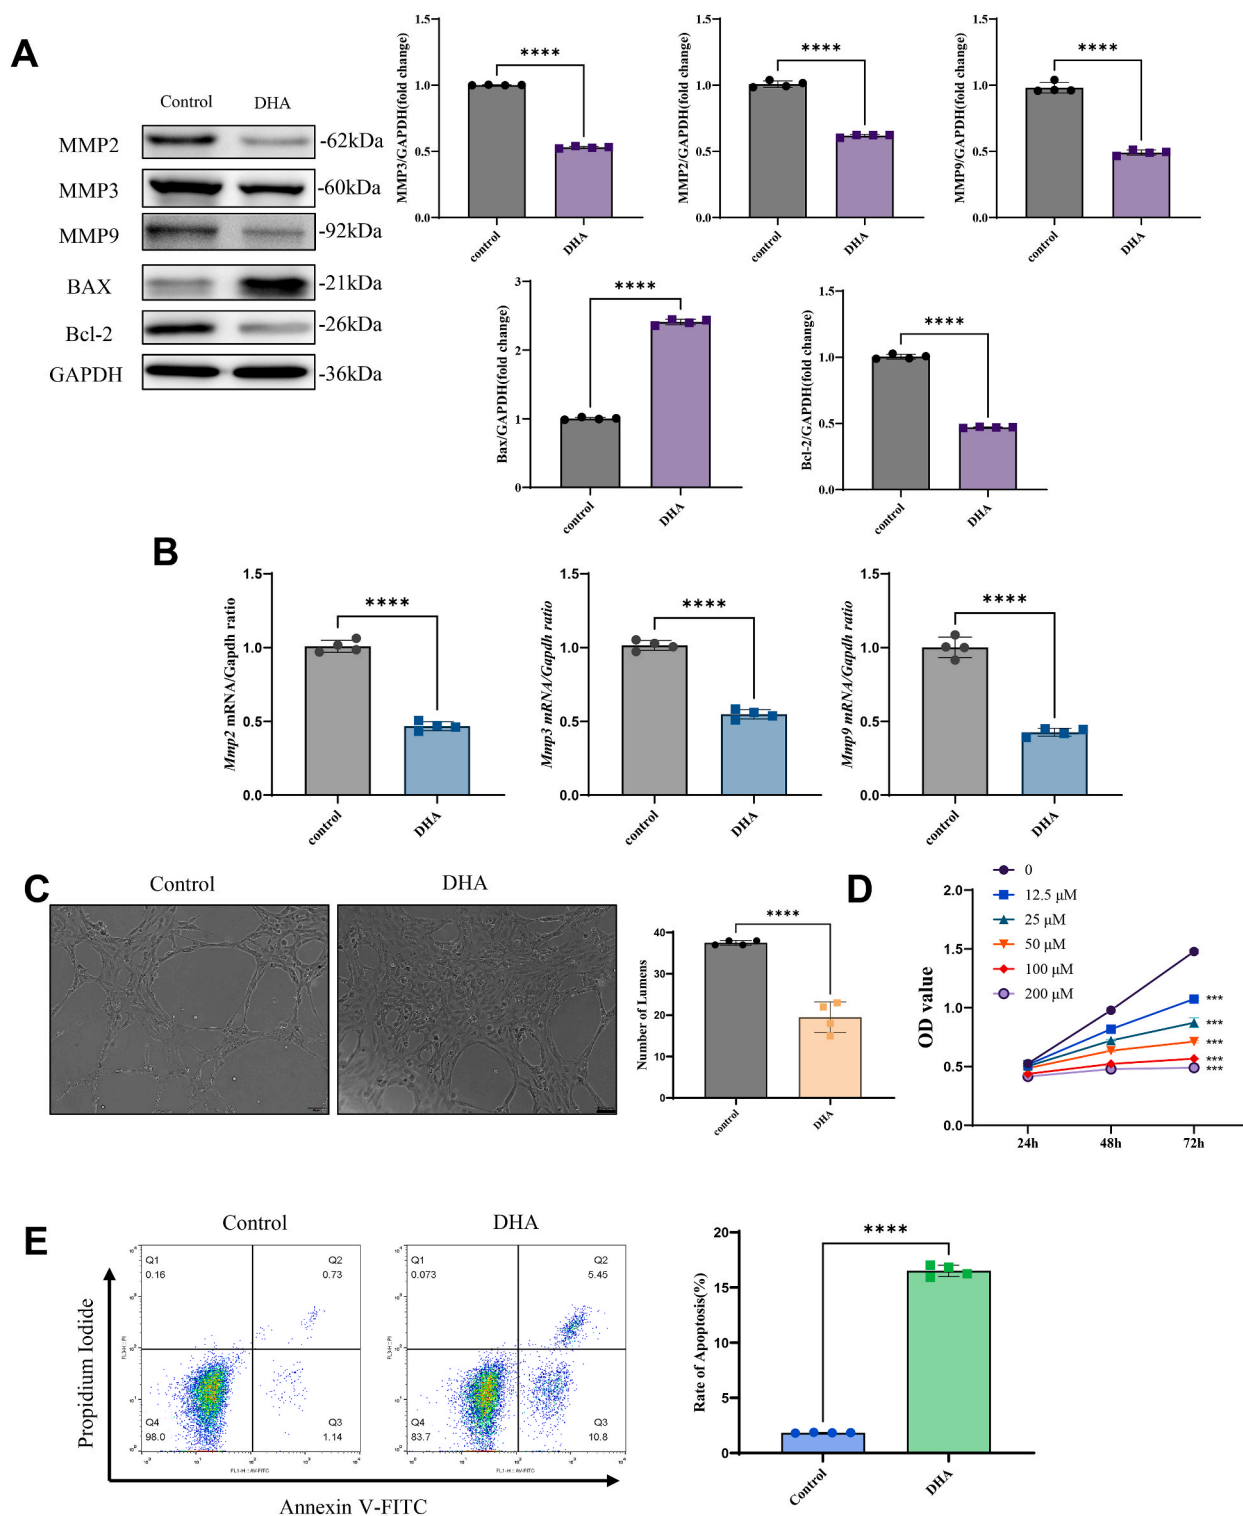 A
Control DHA
MMP2 -62kDa
MMP3 -60kDa
MMP9 -92kDa
BAX -21kDa
Bcl-2 -26kDa
GAPDH -36kDa
MMP3/GAPDH(fold change)
1.5
1.0
0.5
0.0
****
control
DHA
MMP2/GAPDH(fold change)
1.5
1.0
0.5
0.0
****
control
DHA
MMP9/GAPDH(fold change)
1.5
1.0
0.5
0.0
****
control
DHA
Bax/GAPDH(fold change)
3
2
1
0
****
control
DHA
Bcl-2/GAPDH(fold change)
1.5
1.0
0.5
0.0
****
control
DHA
B
Mmp2 mRNA/Gapdh ratio
1.5
1.0
0.5
0.0
****
control
DHA
Mmp3 mRNA/Gapdh ratio
1.5
1.0
0.5
0.0
****
control
DHA
Mmp9 mRNA/Gapdh ratio
1.5
1.0
0.5
0.0
****
control
DHA
C
Control DHA
Number of Lumens
40
30
20
10
0
****
control
DHA
D
0
12.5 μM
25 μM
50 μM
100 μM
200 μM
OD value
2.0
1.5
1.0
0.5
0.0
***
***
***
***
***
24h 48h 72h
E
Control DHA
Propidium Iodide
Q1
0.16
Q2
0.73
Q4
98.0
Q3
1.14
FL3-H :: PI
FL1-H :: AV-FITC
Q1
0.073
Q2
5.45
Q4
83.7
Q3
10.8
FL3-H :: PI
FL1-H :: AV-FITC
Annexin V-FITC
Rate of Apoptosis(%)
20
15
10
5
0
****
Control
DHA